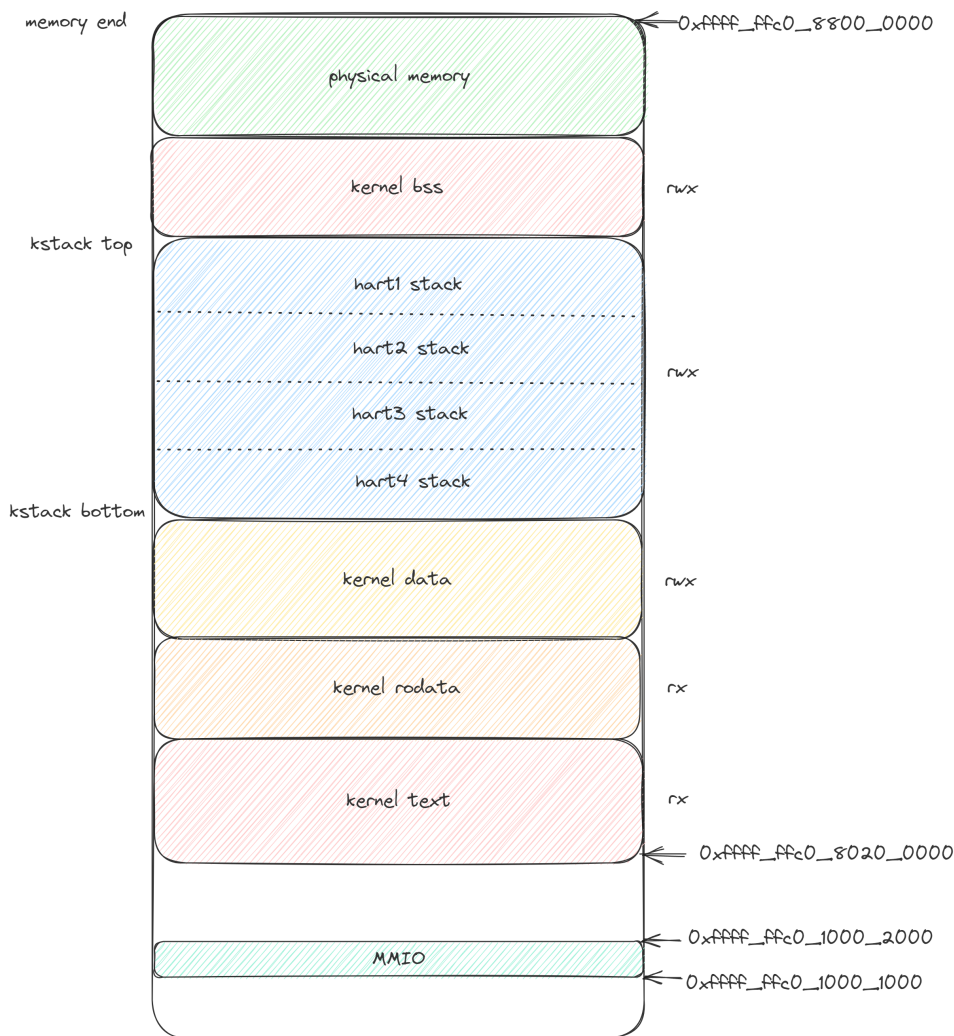 memory end
0xffff_ffc0_8800_0000
physical memory
kernel bss
rwx
kstack top
hart1 stack
hart2 stack
rwx
hart3 stack
hart4 stack
kstack bottom
kernel data
rwx
kernel rodata
rx
kernel text
rx
0xffff_ffc0_8020_0000
0xffff_ffc0_1000_2000
MMIO
0xffff_ffc0_1000_1000